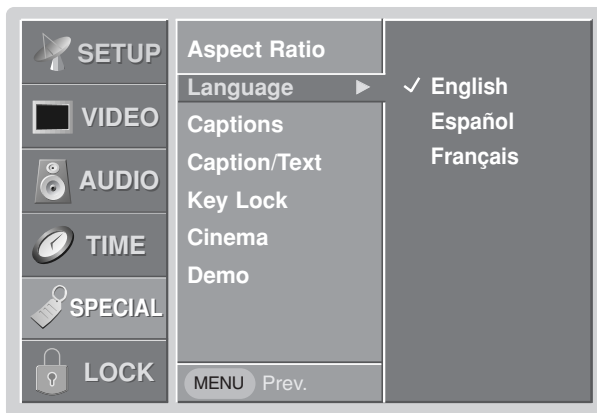 SETUP
VIDEO
AUDIO
TIME
SPECIAL
LOCK
Aspect Ratio
Language
Captions
Caption/Text
Key Lock
Cinema
Demo
MENU Prev.
English
Español
Français